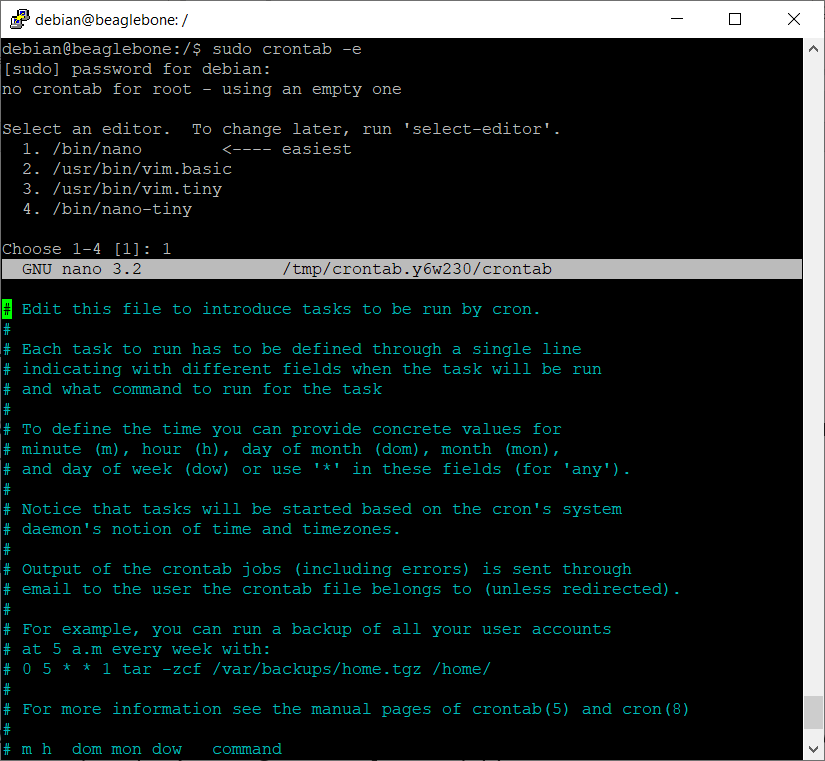 debian@beaglebone: /
debian@beaglebone:/$ sudo crontab -e
[sudo] password for debian:
no crontab for root - using an empty one
Select an editor.  To change later, run 'select-editor'.
  1. /bin/nano        <---- easiest
  2. /usr/bin/vim.basic
  3. /usr/bin/vim.tiny
  4. /bin/nano-tiny
Choose 1-4 [1]: 1
  GNU nano 3.2              /tmp/crontab.y6w230/crontab
# Edit this file to introduce tasks to be run by cron.
#
# Each task to run has to be defined through a single line
# indicating with different fields when the task will be run
# and what command to run for the task
#
# To define the time you can provide concrete values for
# minute (m), hour (h), day of month (dom), month (mon),
# and day of week (dow) or use '*' in these fields (for 'any').
#
# Notice that tasks will be started based on the cron's system
# daemon's notion of time and timezones.
#
# Output of the crontab jobs (including errors) is sent through
# email to the user the crontab file belongs to (unless redirected).
#
# For example, you can run a backup of all your user accounts
# at 5 a.m every week with:
# 0 5 * * 1 tar -zcf /var/backups/home.tgz /home/
#
# For more information see the manual pages of crontab(5) and cron(8)
#
# m h  dom mon dow   command